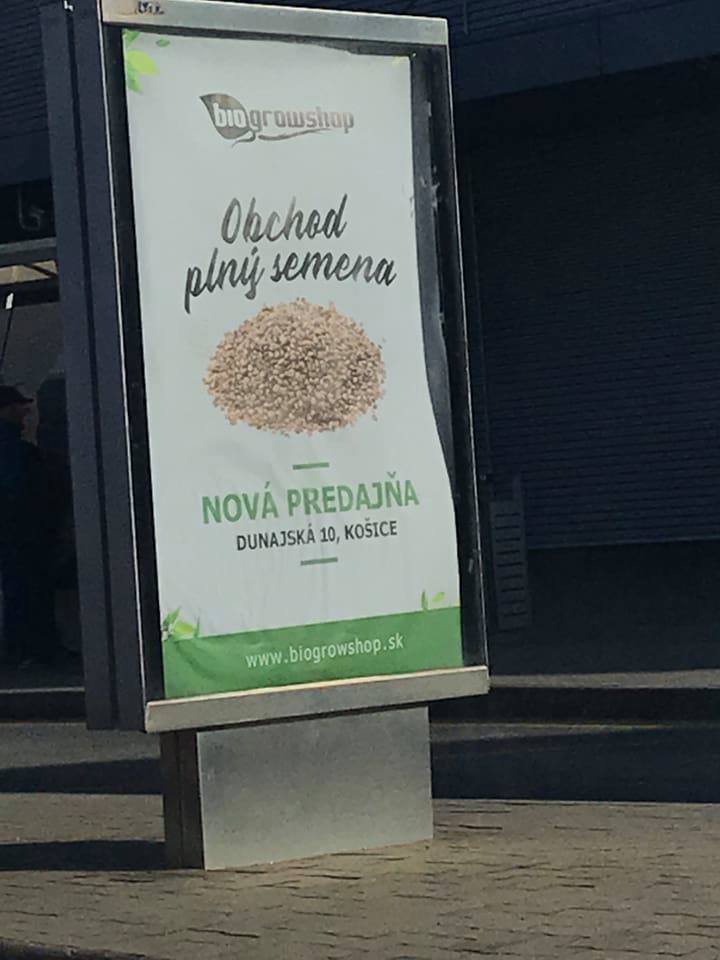 biogrowshop
Obchod
plný semena
NOVÁ PREDAJŇA
DUNAJSKÁ 10, KOŠICE
www.biogrowshop.sk